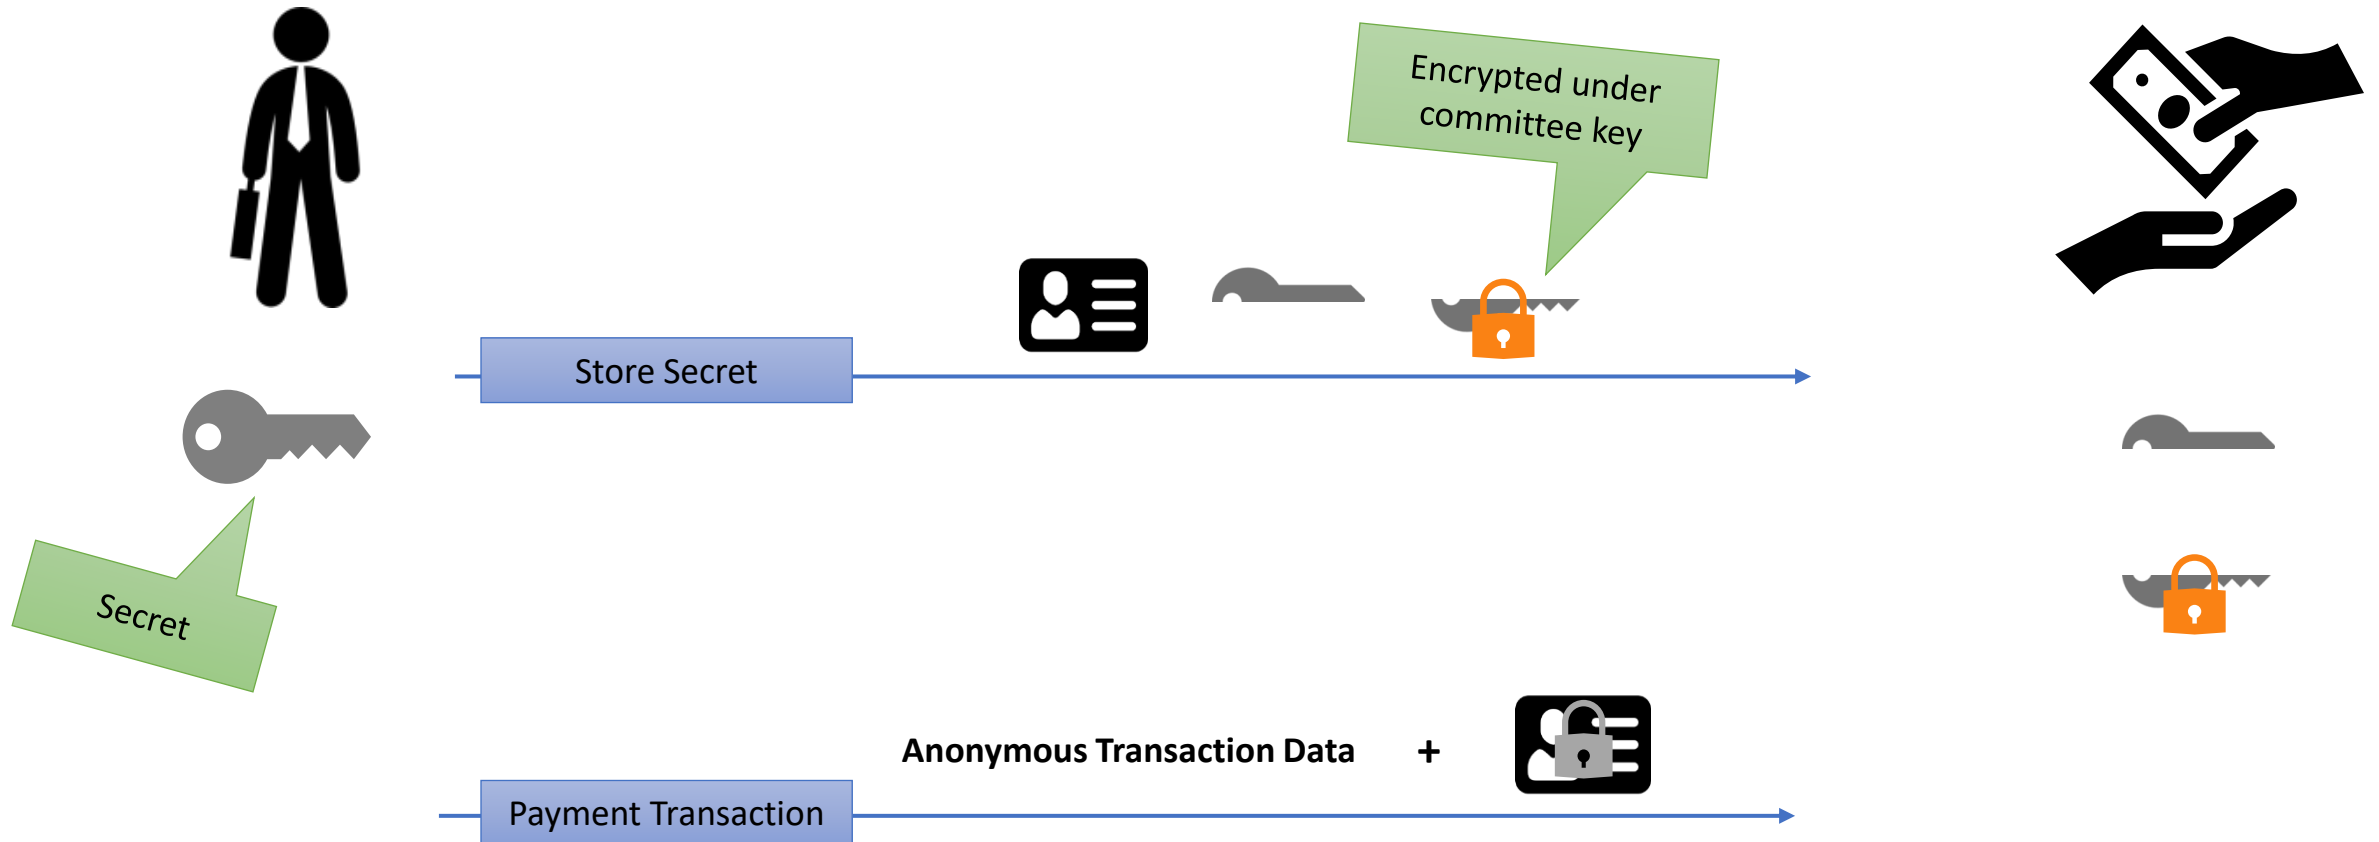 Encrypted under
committee key
Store Secret
Secret
Anonymous Transaction Data +
Payment Transaction